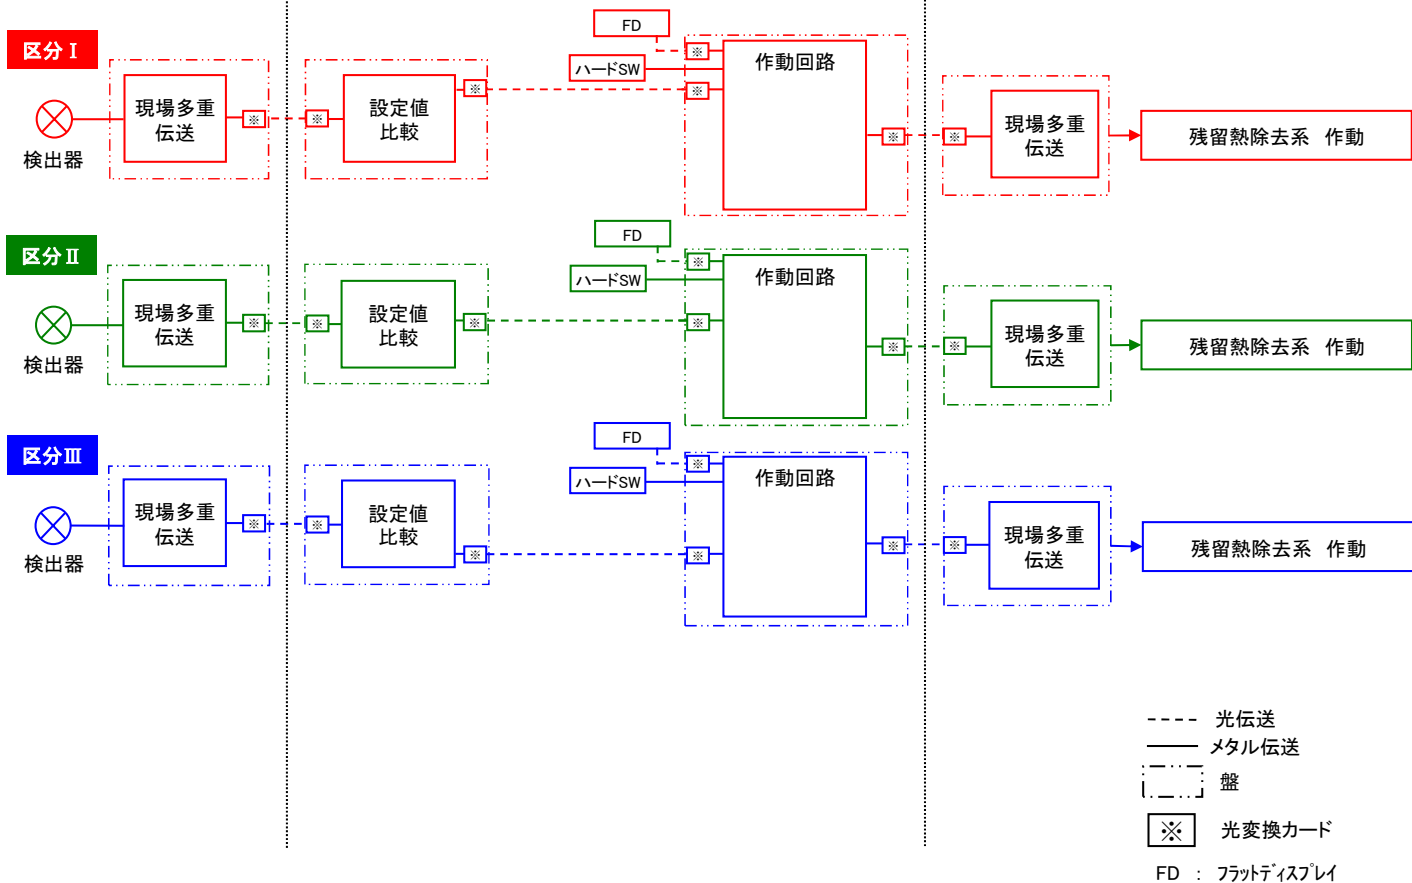 区分Ⅰ
FD
ハードSW
※
※
作動回路
現場多重
伝送
※
※
設定値
比較
※
※
※
現場多重
伝送
残留熱除去系 作動
検出器
区分Ⅱ
FD
ハードSW
※
作動回路
現場多重
伝送
※
※
設定値
比較
※
※
※
※
現場多重
伝送
残留熱除去系 作動
検出器
区分Ⅲ
FD
ハードSW
※
作動回路
現場多重
伝送
※
※
設定値
比較
※
※
※
※
現場多重
伝送
残留熱除去系 作動
検出器
光伝送
メタル伝送
盤
※ 光変換カード
FD : フラットディスプレイ